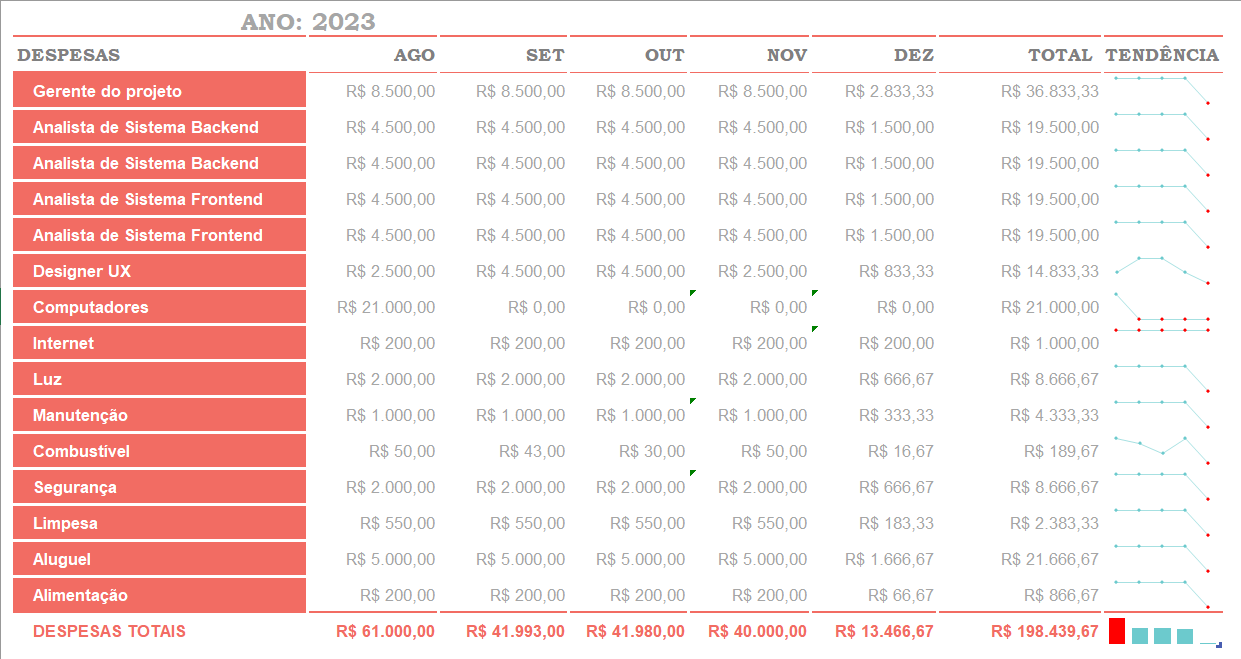 ANO: 2023
DESPESAS AGO SET OUT NOV DEZ TOTAL TENDÊNCIA
Gerente do projeto R$ 8.500,00 R$ 8.500,00 R$ 8.500,00 R$ 8.500,00 R$ 2.833,33 R$ 36.833,33
Analista de Sistema Backend R$ 4.500,00 R$ 4.500,00 R$ 4.500,00 R$ 4.500,00 R$ 1.500,00 R$ 19.500,00
Analista de Sistema Backend R$ 4.500,00 R$ 4.500,00 R$ 4.500,00 R$ 4.500,00 R$ 1.500,00 R$ 19.500,00
Analista de Sistema Frontend R$ 4.500,00 R$ 4.500,00 R$ 4.500,00 R$ 4.500,00 R$ 1.500,00 R$ 19.500,00
Analista de Sistema Frontend R$ 4.500,00 R$ 4.500,00 R$ 4.500,00 R$ 4.500,00 R$ 1.500,00 R$ 19.500,00
Designer UX R$ 2.500,00 R$ 4.500,00 R$ 4.500,00 R$ 2.500,00 R$ 833,33 R$ 14.833,33
Computadores R$ 21.000,00 R$ 0,00 R$ 0,00 R$ 0,00 R$ 0,00 R$ 21.000,00
Internet R$ 200,00 R$ 200,00 R$ 200,00 R$ 200,00 R$ 200,00 R$ 1.000,00
Luz R$ 2.000,00 R$ 2.000,00 R$ 2.000,00 R$ 2.000,00 R$ 666,67 R$ 8.666,67
Manutenção R$ 1.000,00 R$ 1.000,00 R$ 1.000,00 R$ 1.000,00 R$ 333,33 R$ 4.333,33
Combustível R$ 50,00 R$ 43,00 R$ 30,00 R$ 50,00 R$ 16,67 R$ 189,67
Segurança R$ 2.000,00 R$ 2.000,00 R$ 2.000,00 R$ 2.000,00 R$ 666,67 R$ 8.666,67
Limpesa R$ 550,00 R$ 550,00 R$ 550,00 R$ 550,00 R$ 183,33 R$ 2.383,33
Aluguel R$ 5.000,00 R$ 5.000,00 R$ 5.000,00 R$ 5.000,00 R$ 1.666,67 R$ 21.666,67
Alimentação R$ 200,00 R$ 200,00 R$ 200,00 R$ 200,00 R$ 66,67 R$ 866,67
DESPESAS TOTAIS R$ 61.000,00 R$ 41.993,00 R$ 41.980,00 R$ 40.000,00 R$ 13.466,67 R$ 198.439,67